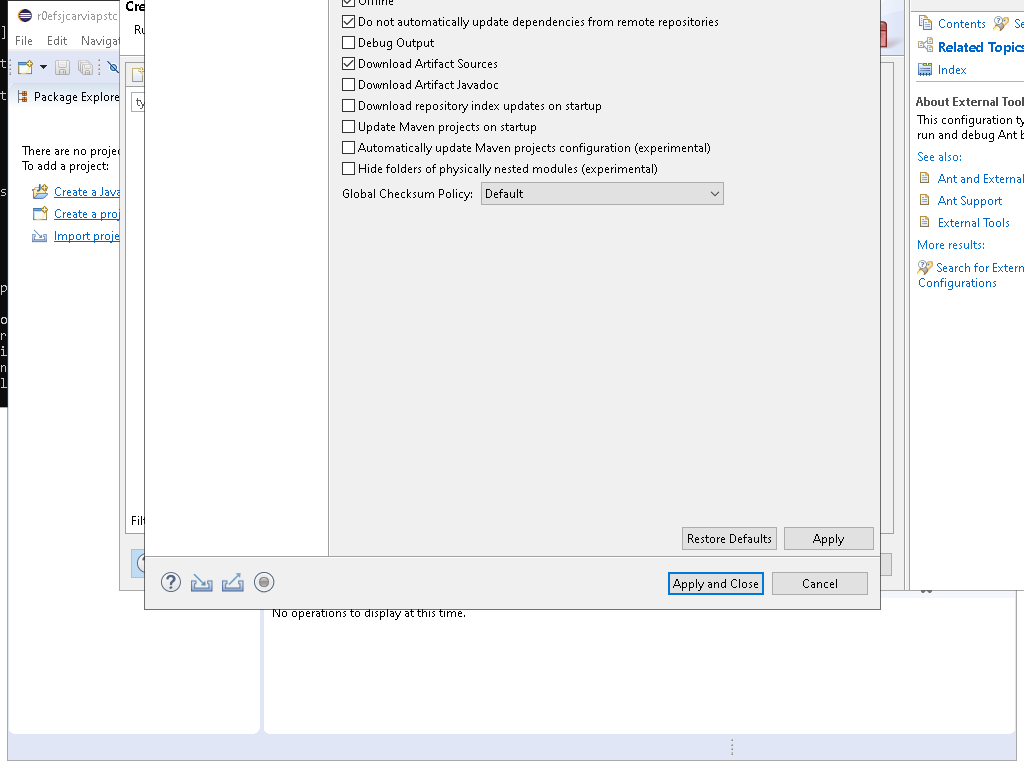 r0efsjcarviapstc
File Edit Navigat
Package Explore
There are no projec
To add a project:
Create a Java
Create a proj
Import proje
Cre
Ru
ty
Filt
Offline
Do not automatically update dependencies from remote repositories
Debug Output
Download Artifact Sources
Download Artifact Javadoc
Download repository index updates on startup
Update Maven projects on startup
Automatically update Maven projects configuration (experimental)
Hide folders of physically nested modules (experimental)
Global Checksum Policy: Default
Restore Defaults Apply
Apply and Close Cancel
No operations to display at this time.
Contents Se
Related Topics
Index
About External Tool
This configuration ty
run and debug Ant b
See also:
Ant and External
Ant Support
External Tools
More results:
Search for Extern
Configurations